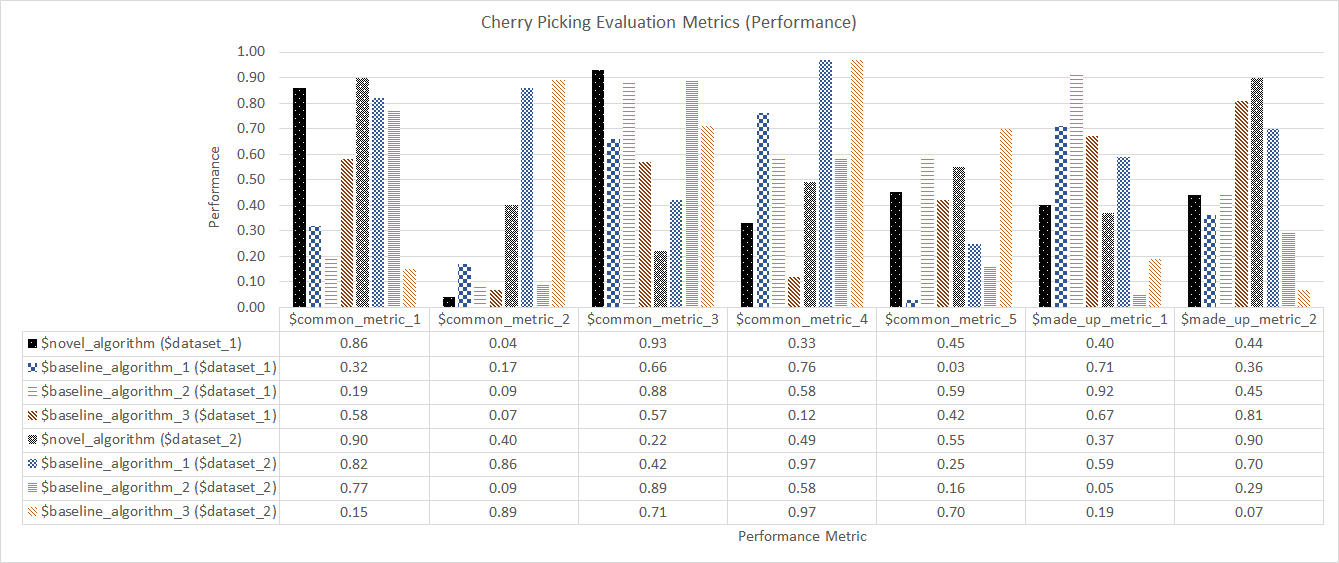 Cherry Picking Evaluation Metrics (Performance)
1.00
0.90
0.80
0.70
0.60
0.50
0.40
0.30
0.20
0.10
0.00
Performance
$common_metric_1 $common_metric_2 $common_metric_3 $common_metric_4 $common_metric_5 $made_up_metric_1 $made_up_metric_2
$novel_algorithm ($dataset_1) 0.86 0.04 0.93 0.33 0.45 0.40 0.44
$baseline_algorithm_1 ($dataset_1) 0.32 0.17 0.66 0.76 0.03 0.71 0.36
$baseline_algorithm_2 ($dataset_1) 0.19 0.09 0.88 0.58 0.59 0.92 0.45
$baseline_algorithm_3 ($dataset_1) 0.58 0.07 0.57 0.12 0.42 0.67 0.81
$novel_algorithm ($dataset_2) 0.90 0.40 0.22 0.49 0.55 0.37 0.90
$baseline_algorithm_1 ($dataset_2) 0.82 0.86 0.42 0.97 0.25 0.59 0.70
$baseline_algorithm_2 ($dataset_2) 0.77 0.09 0.89 0.58 0.16 0.05 0.29
$baseline_algorithm_3 ($dataset_2) 0.15 0.89 0.71 0.97 0.70 0.19 0.07
Performance Metric